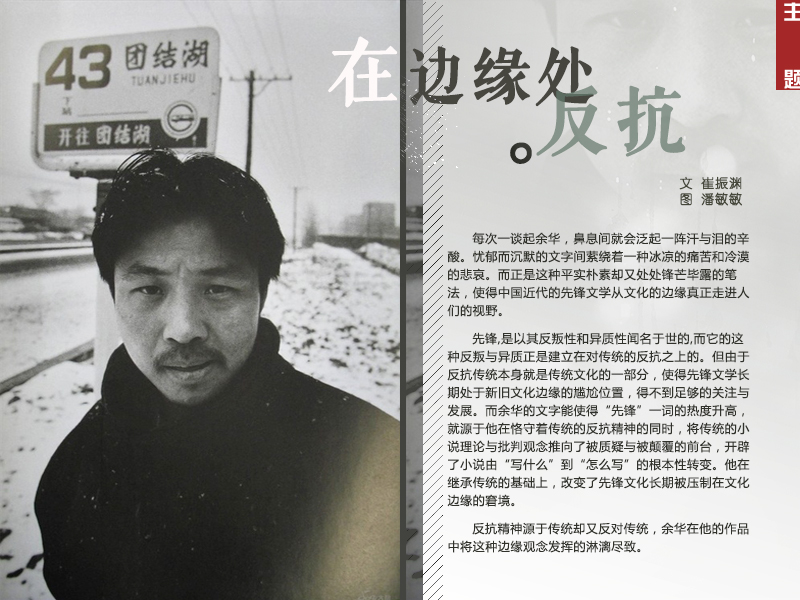 43 团结湖
TUANJIEHU
开往 团结湖
在边缘处
反抗
主
题
文 崔振渊
图 潘敏敏
每次一谈起余华，鼻息间就会泛起一阵汗与泪的辛
酸。忧郁而沉默的文字间萦绕着一种冰凉的痛苦和冷漠
的悲哀。而正是这种平实朴素却又处处锋芒毕露的笔
法，使得中国近代的先锋文学从文化的边缘真正走进人
们的视野。
先锋,是以其反叛性和异质性闻名于世的,而它的这
种反叛与异质正是建立在对传统的反抗之上的。但由于
反抗传统本身就是传统文化的一部分，使得先锋文学长
期处于新旧文化边缘的尴尬位置，得不到足够的关注与
发展。而余华的文字能使得“先锋”一词的热度升高，
就源于他在恪守着传统的反抗精神的同时，将传统的小
说理论与批判观念推向了被质疑与被颠覆的前台，开辟
了小说由“写什么”到“怎么写”的根本性转变。他在
继承传统的基础上，改变了先锋文化长期被压制在文化
边缘的窘境。
反抗精神源于传统却又反对传统，余华在他的作品
中将这种边缘观念发挥的淋漓尽致。